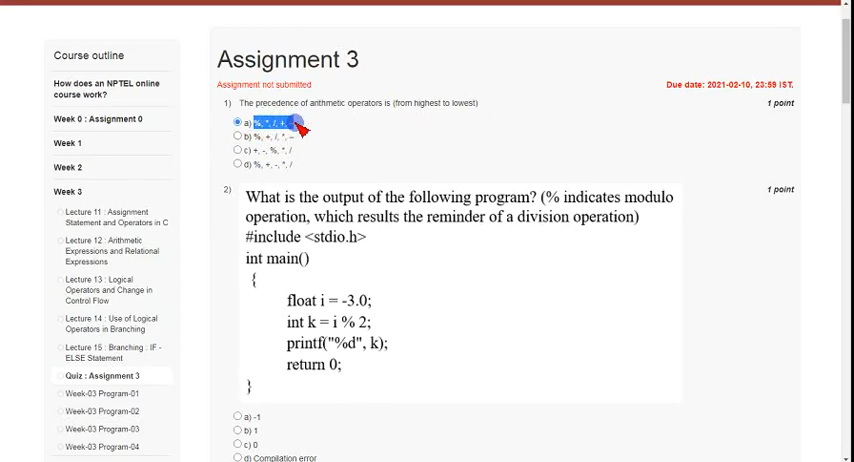 Course outline
How does an NPTEL online
course work?
Week 0 : Assignment 0
Week 1
Week 2
Week 3
Lecture 11 : Assignment
Statement and Operators in C
Lecture 12 : Arithmetic
Expressions and Relational
Expressions
Lecture 13 : Logical
Operators and Change in
Control Flow
Lecture 14 : Use of Logical
Operators in Branching
Lecture 15 : Branching : IF -
ELSE Statement
Quiz : Assignment 3
Week-03 Program-01
Week-03 Program-02
Week-03 Program-03
Week-03 Program-04
Assignment 3
Assignment not submitted
Due date: 2021-02-10, 23:59 IST.
1) The precedence of arithmetic operators is (from highest to lowest)
1 point
a) %, *, /, +, –
b) %, +, /, *, –
c) +, -, %, *, /
d) %, +, -, *, /
2)
1 point
What is the output of the following program? (% indicates modulo
operation, which results the reminder of a division operation)
#include <stdio.h>
int main()
{
float i = -3.0;
int k = i % 2;
printf("%d", k);
return 0;
}
a) -1
b) 1
c) 0
d) Compilation error